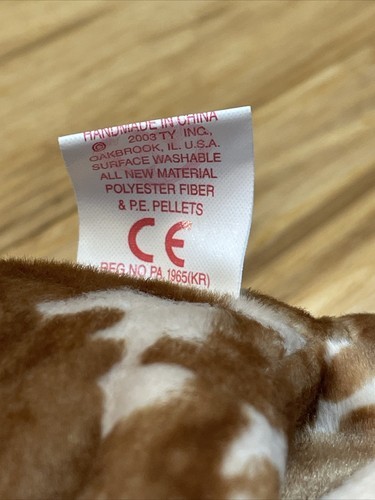 HANDMADE IN CHINA
© 2003 TY INC.,
OAKBROOK, IL. U.S.A.
SURFACE WASHABLE
ALL NEW MATERIAL
POLYESTER FIBER
& P.E. PELLETS
CE
REG.NO PA. 1965(KR)